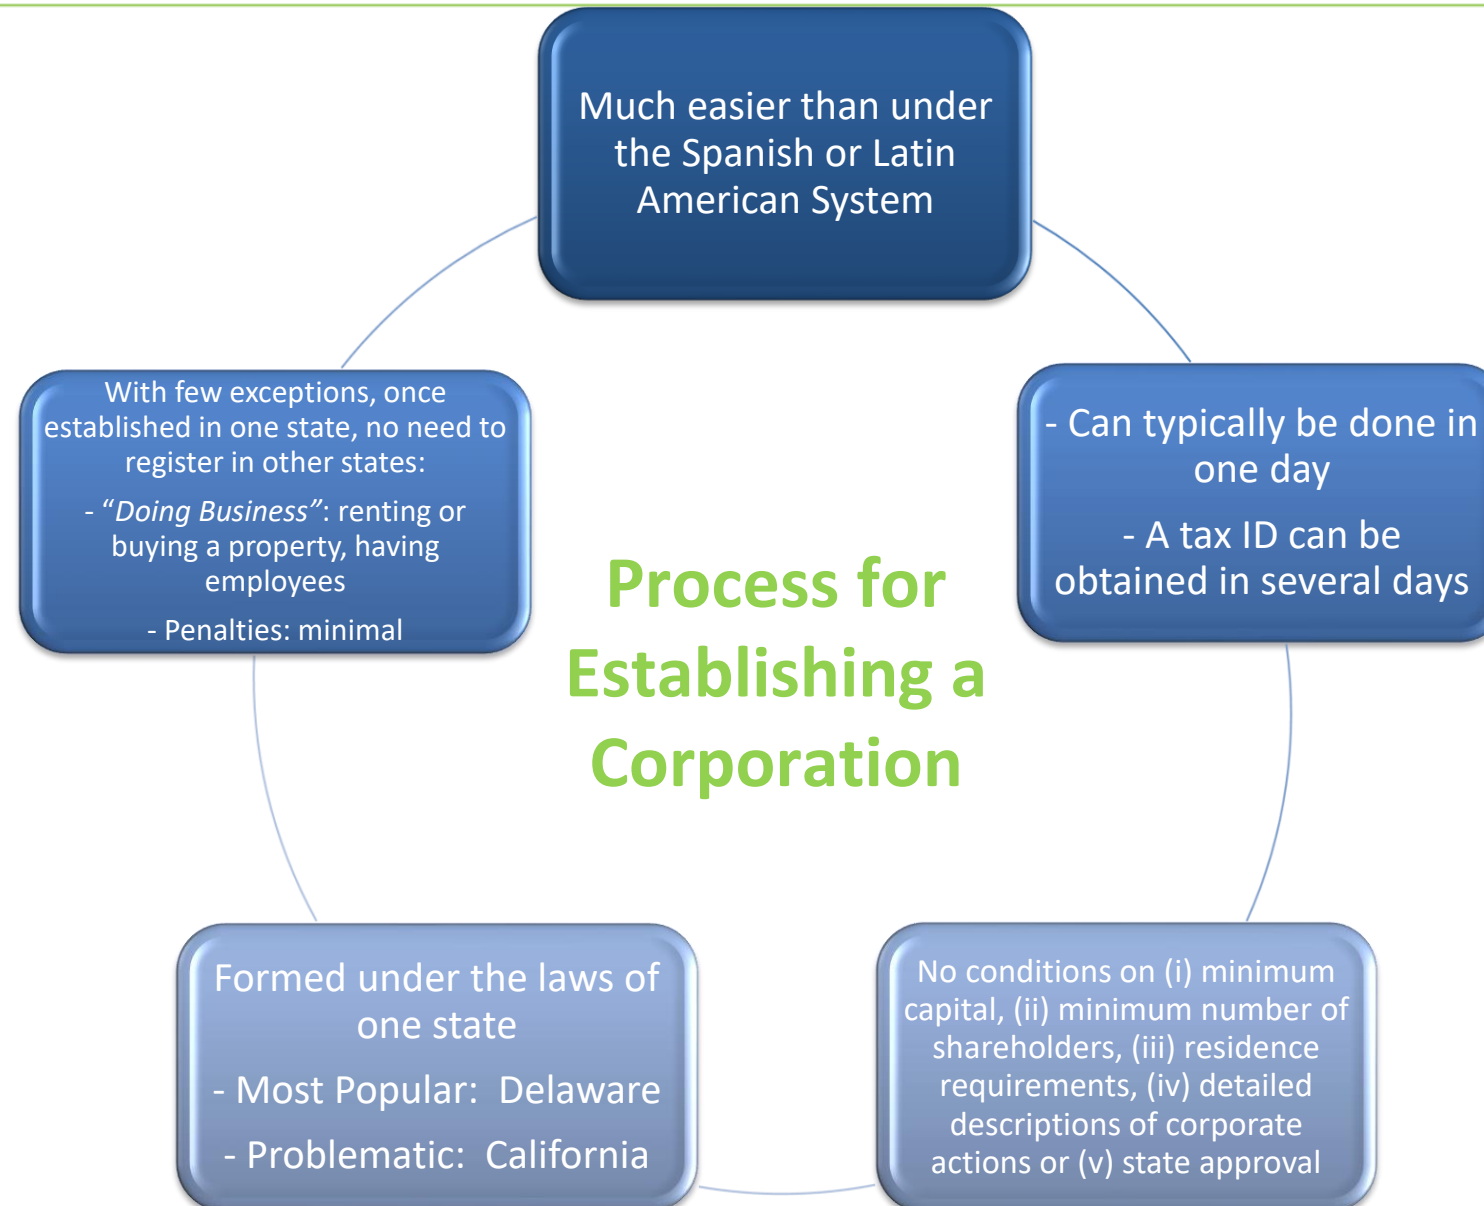 Much easier than under
the Spanish or Latin
American System
- Can typically be done in
one day
- A tax ID can be
obtained in several days
No conditions on (i) minimum
capital, (ii) minimum number of
shareholders, (iii) residence
requirements, (iv) detailed
descriptions of corporate
actions or (v) state approval
Formed under the laws of
one state
- Most Popular:  Delaware
- Problematic:  California
With few exceptions, once
established in one state, no need to
register in other states:
- “Doing Business”: renting or
buying a property, having
employees
- Penalties: minimal
Process for
Establishing a
Corporation